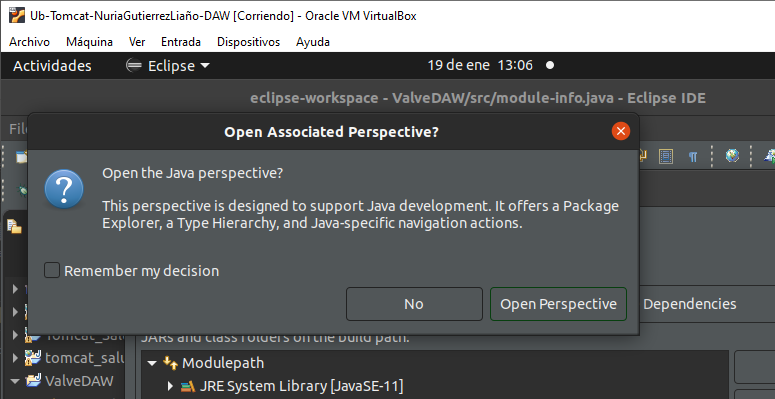 Ub-Tomcat-NuriaGutierrezLiaño-DAW [Corriendo] - Oracle VM VirtualBox
Archivo Máquina Ver Entrada Dispositivos Ayuda
Actividades Eclipse 19 de ene 13:06
eclipse-workspace - ValveDAW/src/module-info.java - Eclipse IDE
Open Associated Perspective?
Open the Java perspective?
This perspective is designed to support Java development. It offers a Package
Explorer, a Type Hierarchy, and Java-specific navigation actions.
Remember my decision
No Open Perspective
Dependencies
JARs and class folders on the build path:
Modulepath
tomcat_salu
ValveDAW
JRE System Library [JavaSE-11]